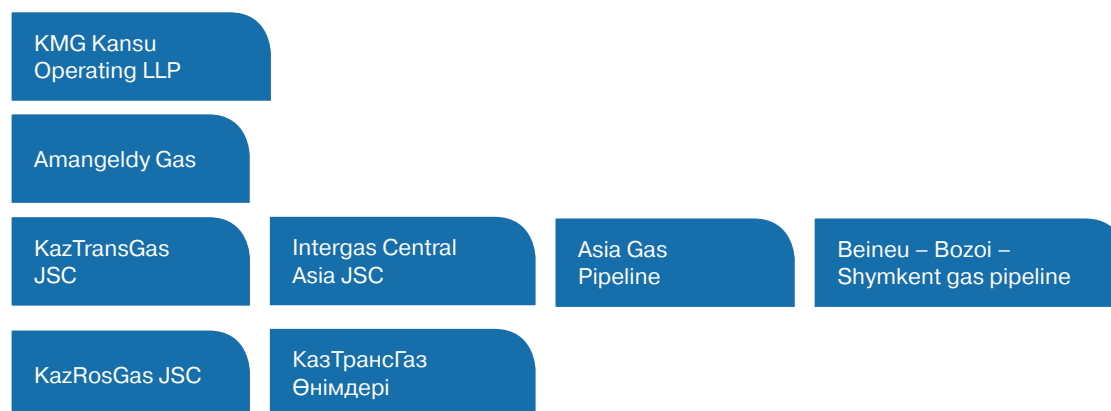 KMG Kansu
Operating LLP
Amangeldy Gas
KazTransGas
JSC
Intergas Central
Asia JSC
Asia Gas
Pipeline
Beineu – Bozoi –
Shymkent gas pipeline
KazRosGas JSC
КазТрансГаз
Өнімдері